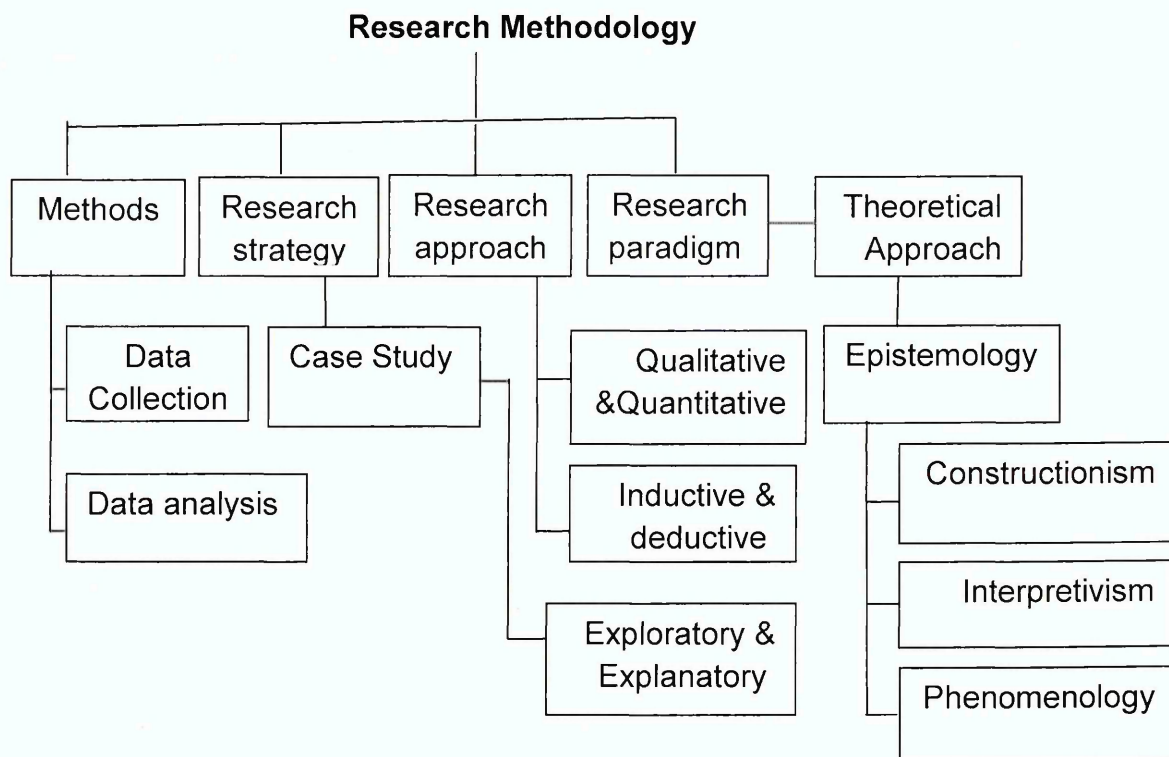 Research Methodology
Methods
Research
strategy
Research
approach
Research
paradigm
Theoretical
Approach
Data
Collection
Case Study
Qualitative
&Quantitative
Epistemology
Data analysis
Inductive &
deductive
Constructionism
Interpretivism
Exploratory &
Explanatory
Phenomenology